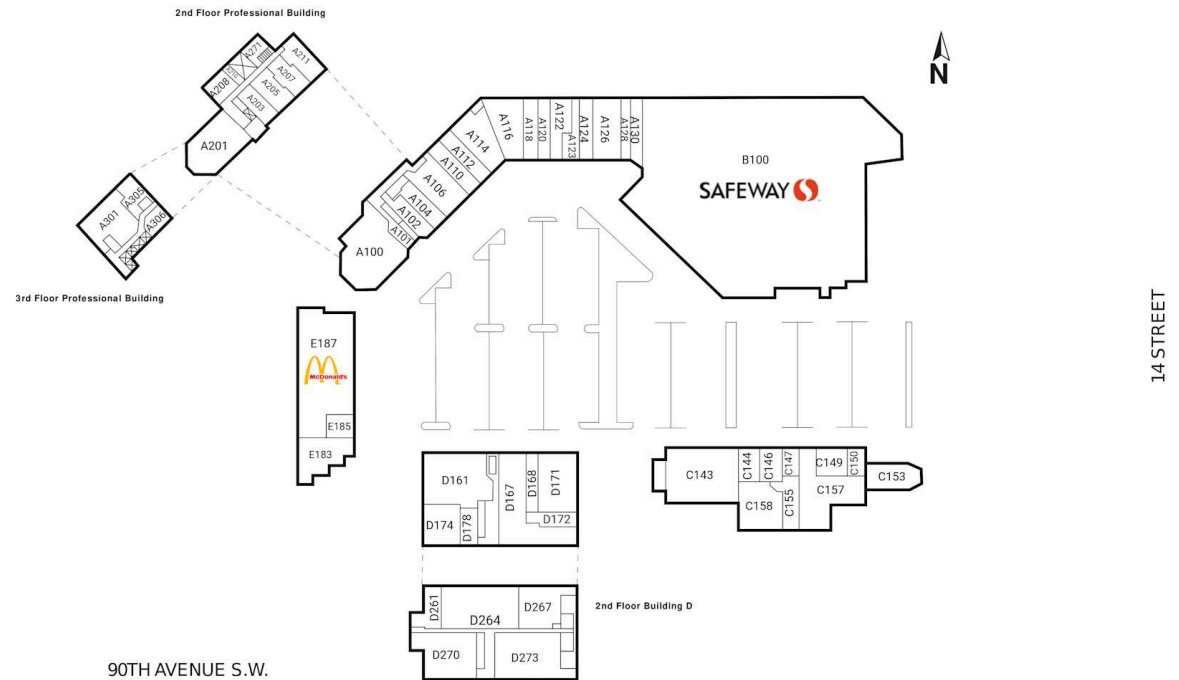 2nd Floor Professional Building
A271
A211
A210
A208
A207
A205
A203
A201
N
A116
A118
A120
A122
A123
A124
A126
A128
A130
A114
A112
A110
A106
A104
A102
A101
A100
B100
SAFEWAY
A305
A301
A306
3rd Floor Professional Building
14 STREET
E187
McDonald's
E185
E183
D161
D167
D168
D171
D172
D174
D178
C143
C144
C146
C147
C149
C150
C153
C155
C157
C158
D261
D264
D267
2nd Floor Building D
D270
D273
90TH AVENUE S.W.